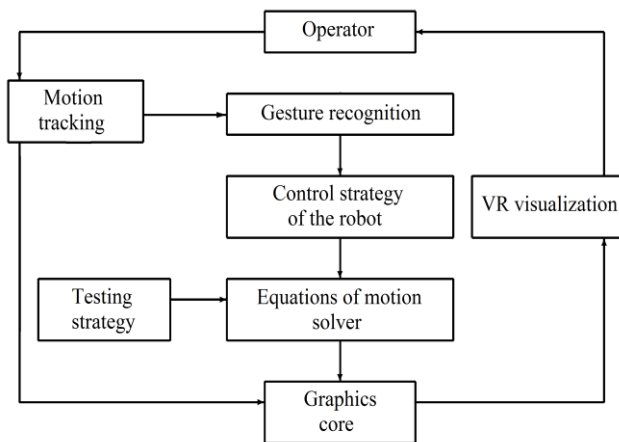 Operator
Motion
tracking
Gesture recognition
Control strategy
of the robot
VR visualization
Testing
strategy
Equations of motion
solver
Graphics
core